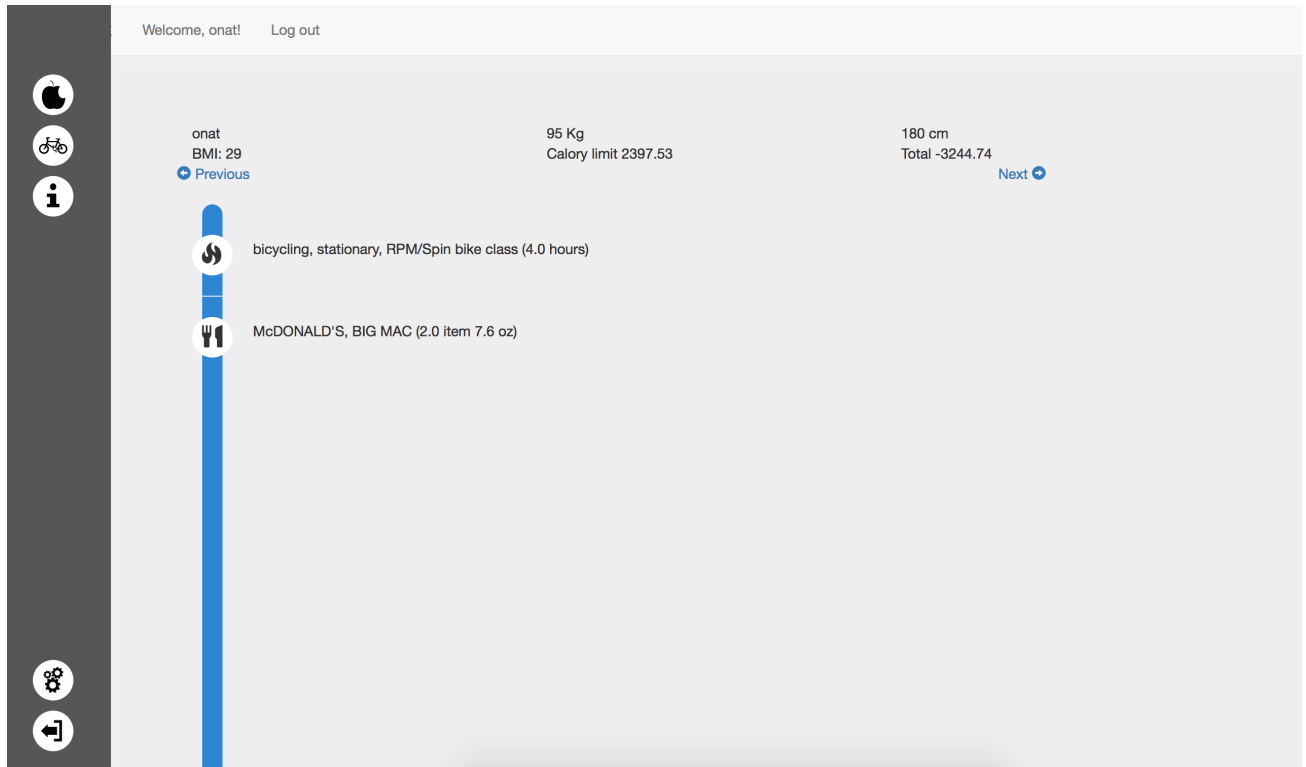 Welcome, onat! Log out
onat 95 Kg 180 cm
BMI: 29 Calory limit 2397.53 Total -3244.74
Previous Next
bicycling, stationary, RPM/Spin bike class (4.0 hours)
McDONALD'S, BIG MAC (2.0 item 7.6 oz)